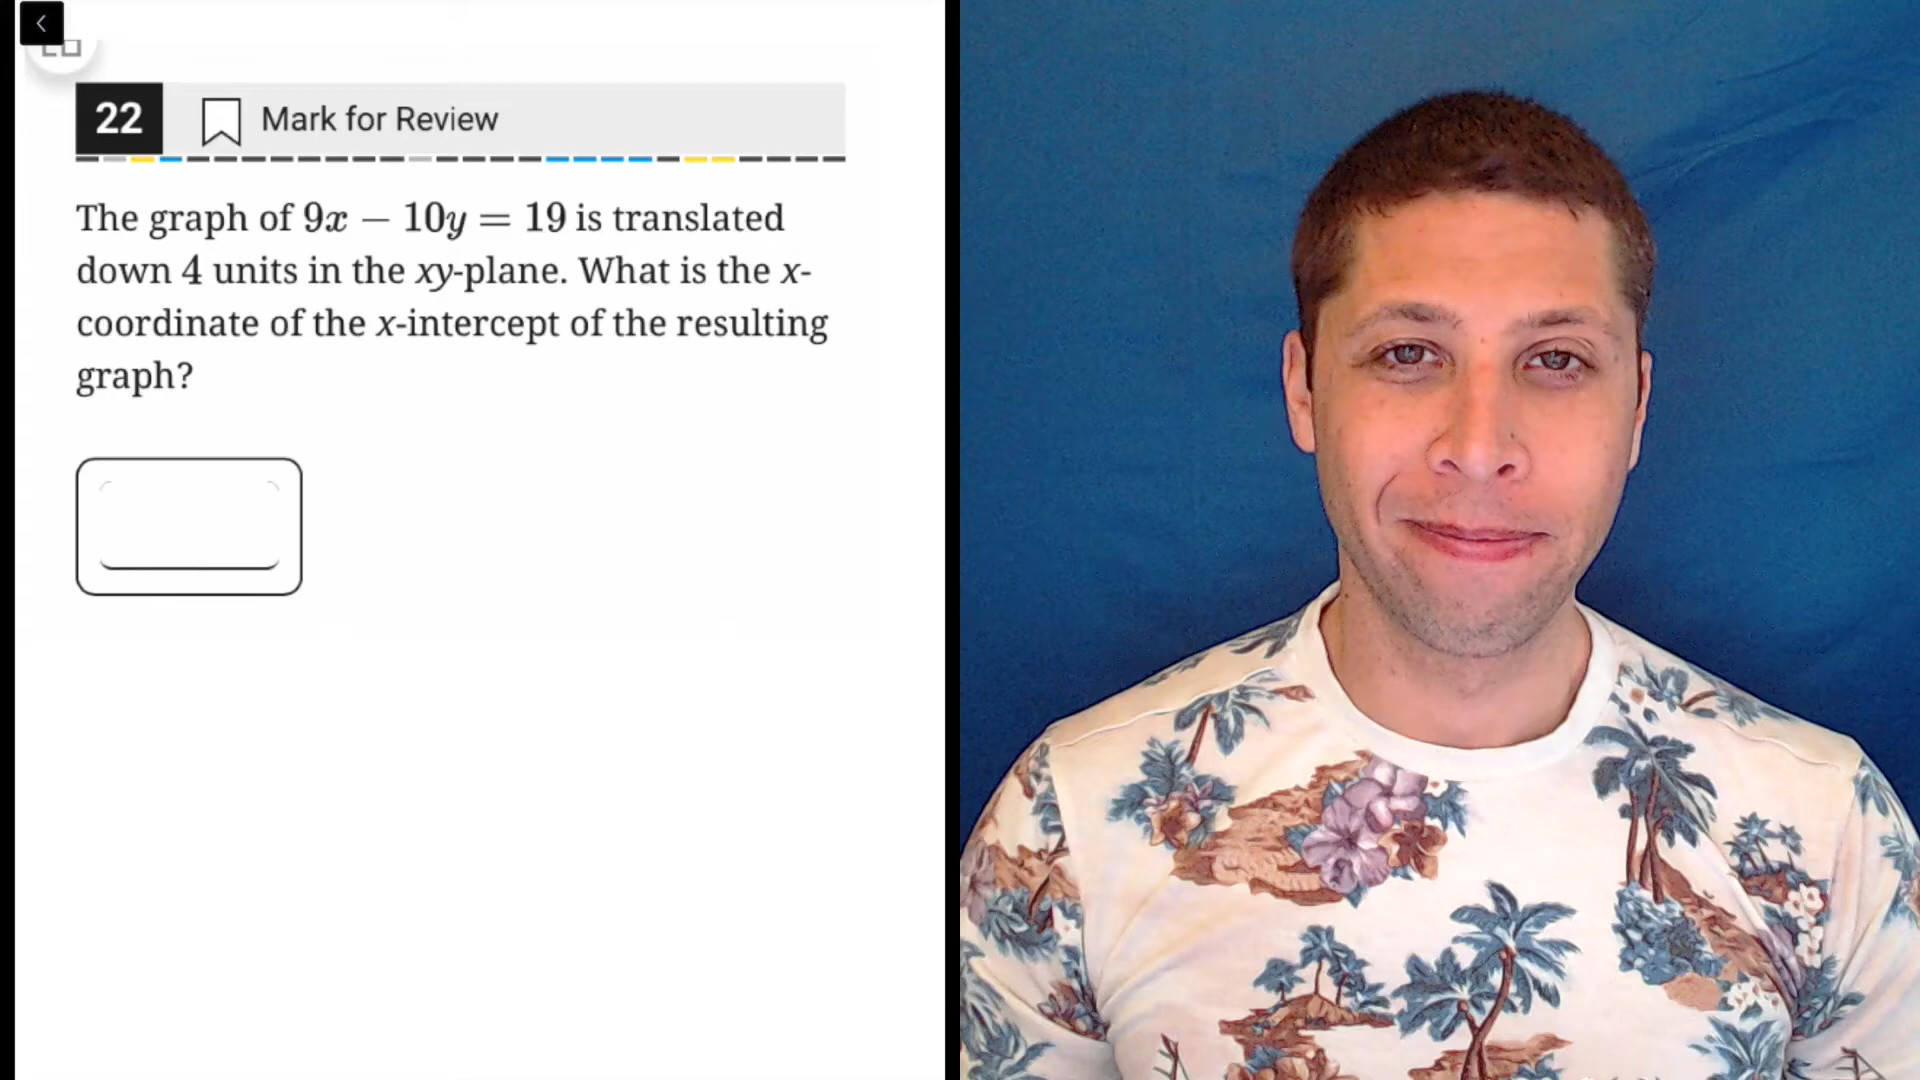 22 Mark for Review
The graph of 9x − 10y = 19 is translated
down 4 units in the xy-plane. What is the x-
coordinate of the x-intercept of the resulting
graph?